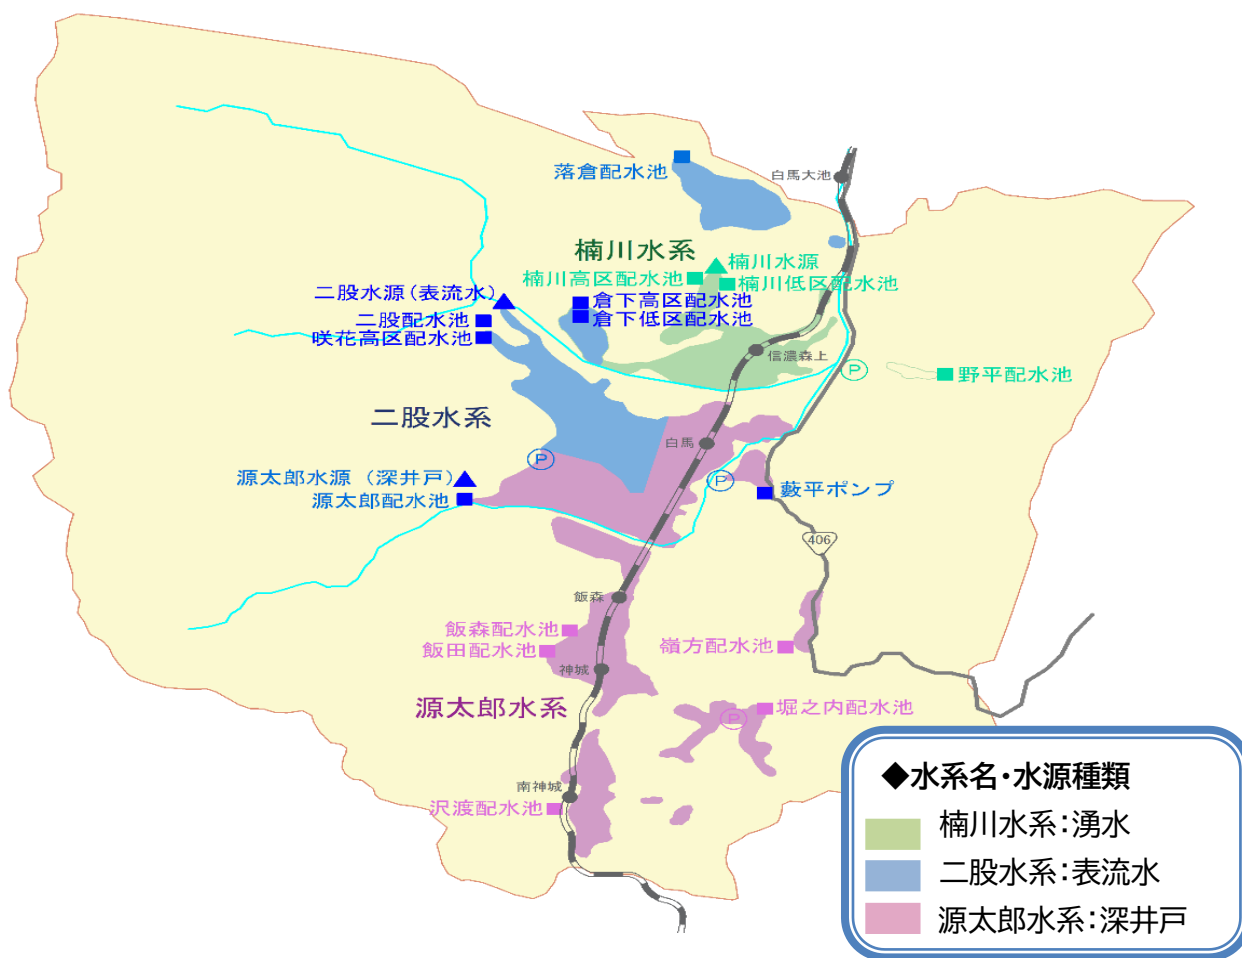 落倉配水池
白馬大池
楠川水系
楠川水源
楠川高区配水池
楠川低区配水池
二股水源(表流水)
倉下高区配水池
二股配水池
倉下低区配水池
咲花高区配水池
信濃森上
P
野平配水池
二股水系
白馬
P
源太郎水源(深井戸)
P
藪平ポンプ
源太郎配水池
406
飯森
飯森配水池
嶺方配水池
飯田配水池
神城
源太郎水系
堀之内配水池
P
南神城
沢渡配水池
◆水系名・水源種類
楠川水系:湧水
二股水系:表流水
源太郎水系:深井戸